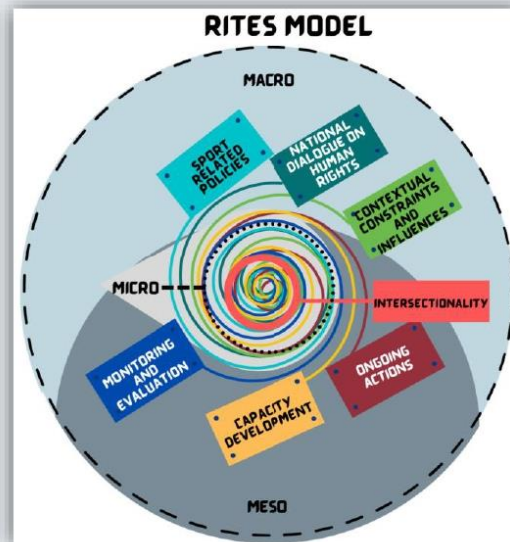 RITES MODEL
MACRO
SPORT
RELATED
POLICIES
NATIONAL
DIALOGUE ON
HUMAN
RIGHTS
CONTEXTUAL
CONSTRAINTS
AND
INFLUENCES
MICRO
INTERSECTIONALITY
MONITORING
AND
EVALUATION
CAPACITY
DEVELOPMENT
ONGOING
ACTIONS
MESO